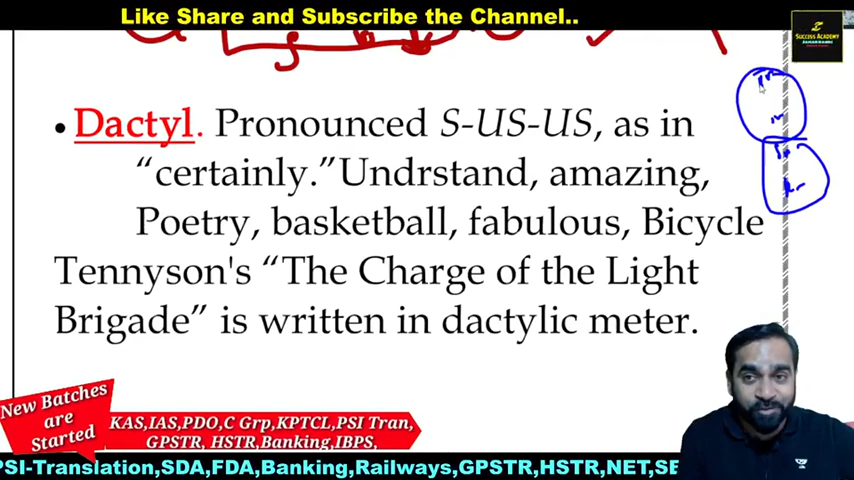 Like Share and Subscribe the Channel..
SUCCESS ACADEMY
• Dactyl. Pronounced S-US-US, as in
“certainly.”Undrstand, amazing,
Poetry, basketball, fabulous, Bicycle
Tennyson's “The Charge of the Light
Brigade” is written in dactylic meter.
New Batches
are
Started
KAS,IAS,PDO,C Grp,KPTCL,PSI Tran,
GPSTR, HSTR,Banking,IBPS,
PSI-Translation,SDA,FDA,Banking,Railways,GPSTR,HSTR,NET,SE